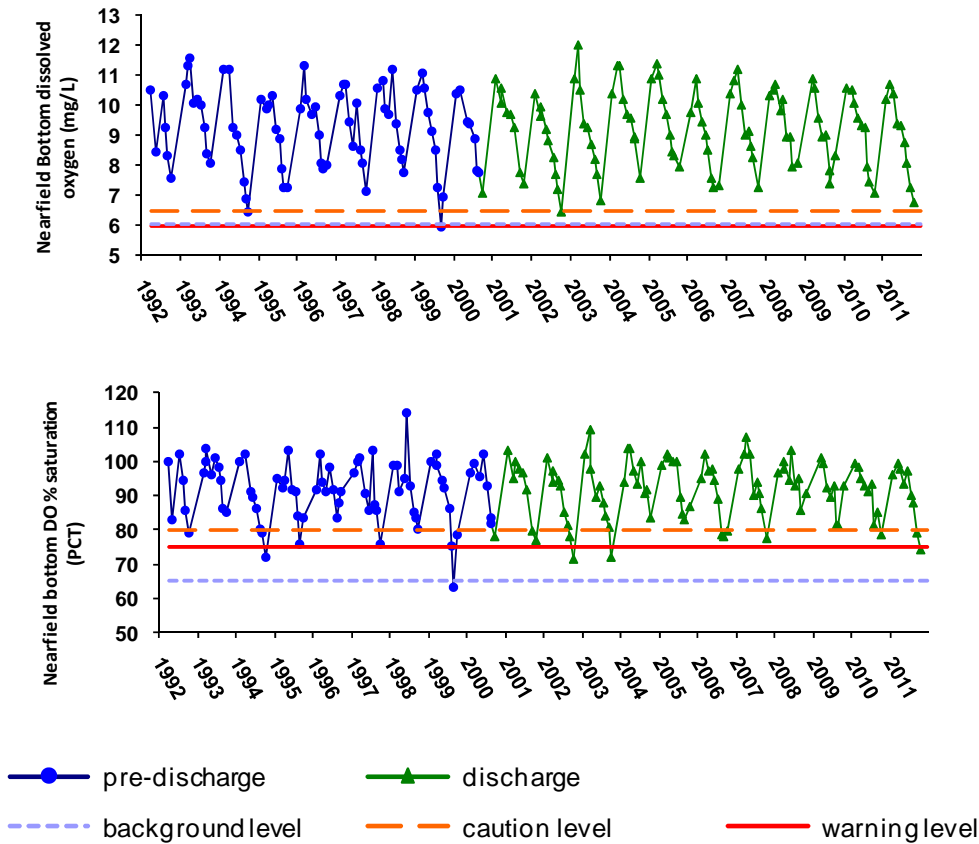 Nearfield Bottom dissolved
oxygen (mg/L)
13
12
11
10
9
8
7
6
5
1992 1993 1994 1995 1996 1997 1998 1999 2000 2001 2002 2003 2004 2005 2006 2007 2008 2009 2010 2011
Nearfield bottom DO % saturation
(PCT)
120
110
100
90
80
70
60
50
1992 1993 1994 1995 1996 1997 1998 1999 2000 2001 2002 2003 2004 2005 2006 2007 2008 2009 2010 2011
pre-discharge discharge
background level caution level warning level